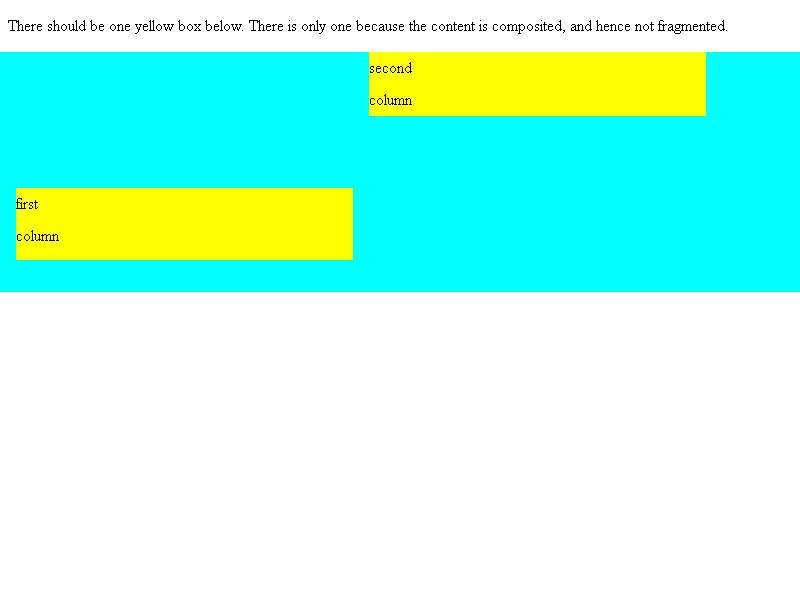 There should be one yellow box below. There is only one because the content is composited, and hence not fragmented.
first
column
second
column